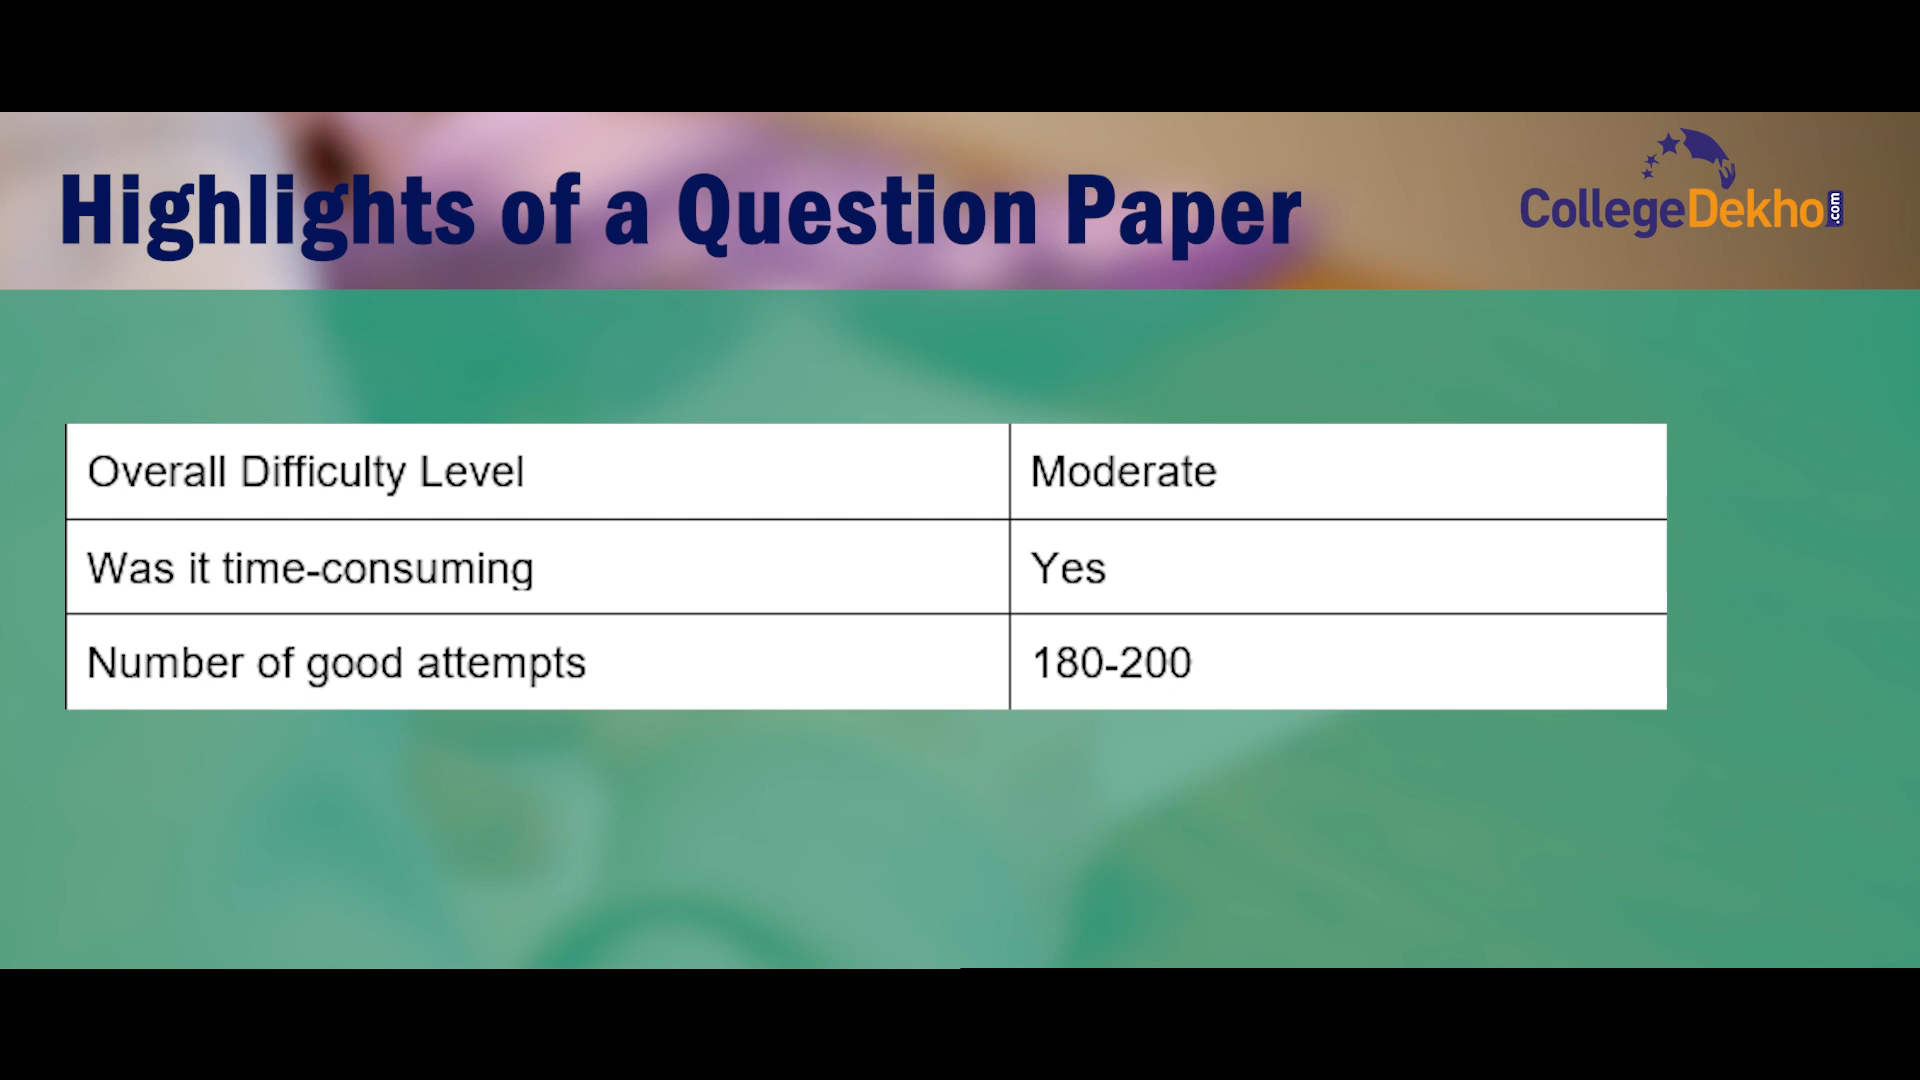 Highlights of a Question Paper
CollegeDekho.com
Overall Difficulty Level Moderate
Was it time-consuming Yes
Number of good attempts 180-200